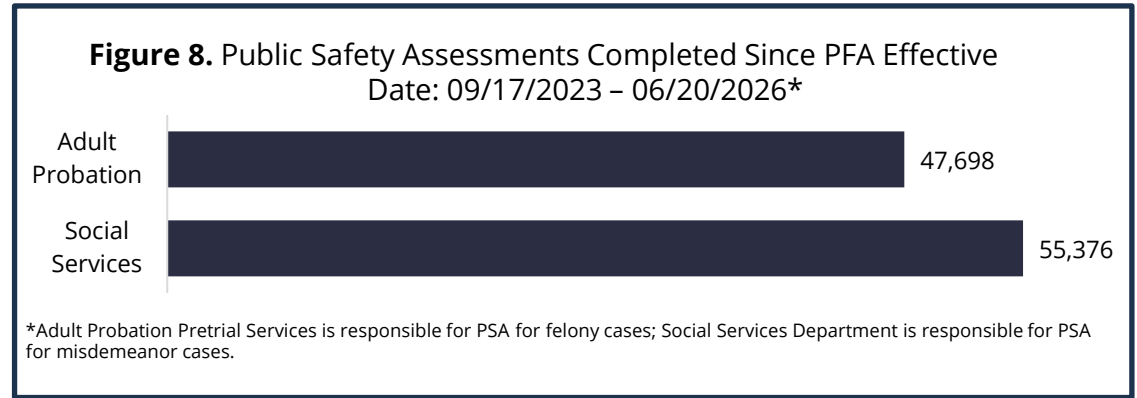 Figure 8. Public Safety Assessments Completed Since PFA Effective
Date: 09/17/2023 – 06/20/2026*
Adult
Probation
47,698
Social
Services
55,376
*Adult Probation Pretrial Services is responsible for PSA for felony cases; Social Services Department is responsible for PSA
for misdemeanor cases.